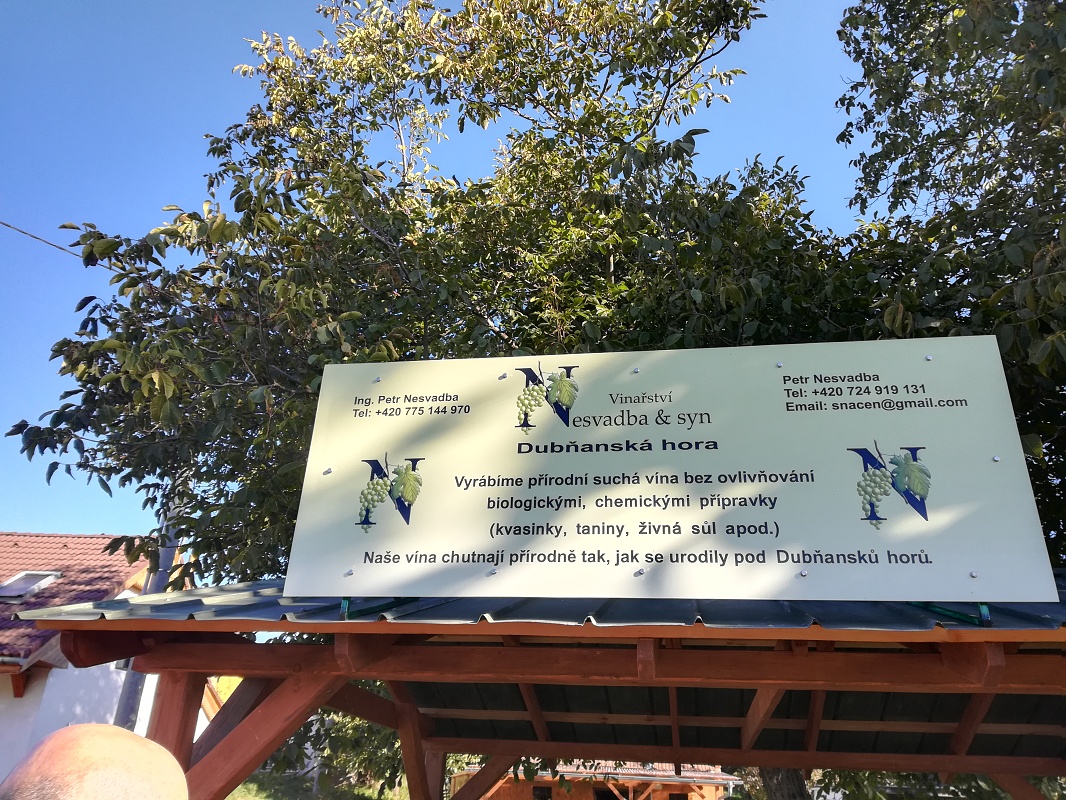 Ing. Petr Nesvadba
Tel: +420 775 144 970
Vinařství
Nesvadba & syn
Dubňanská hora
Petr Nesvadba
Tel: +420 724 919 131
Email: snacen@gmail.com
Vyrábíme přírodní suchá vína bez ovlivňování
biologickými, chemickými přípravky
(kvasinky, taniny, živná sůl apod.)
Naše vína chutnají přírodně tak, jak se urodily pod Dubňansků horů.
N
N